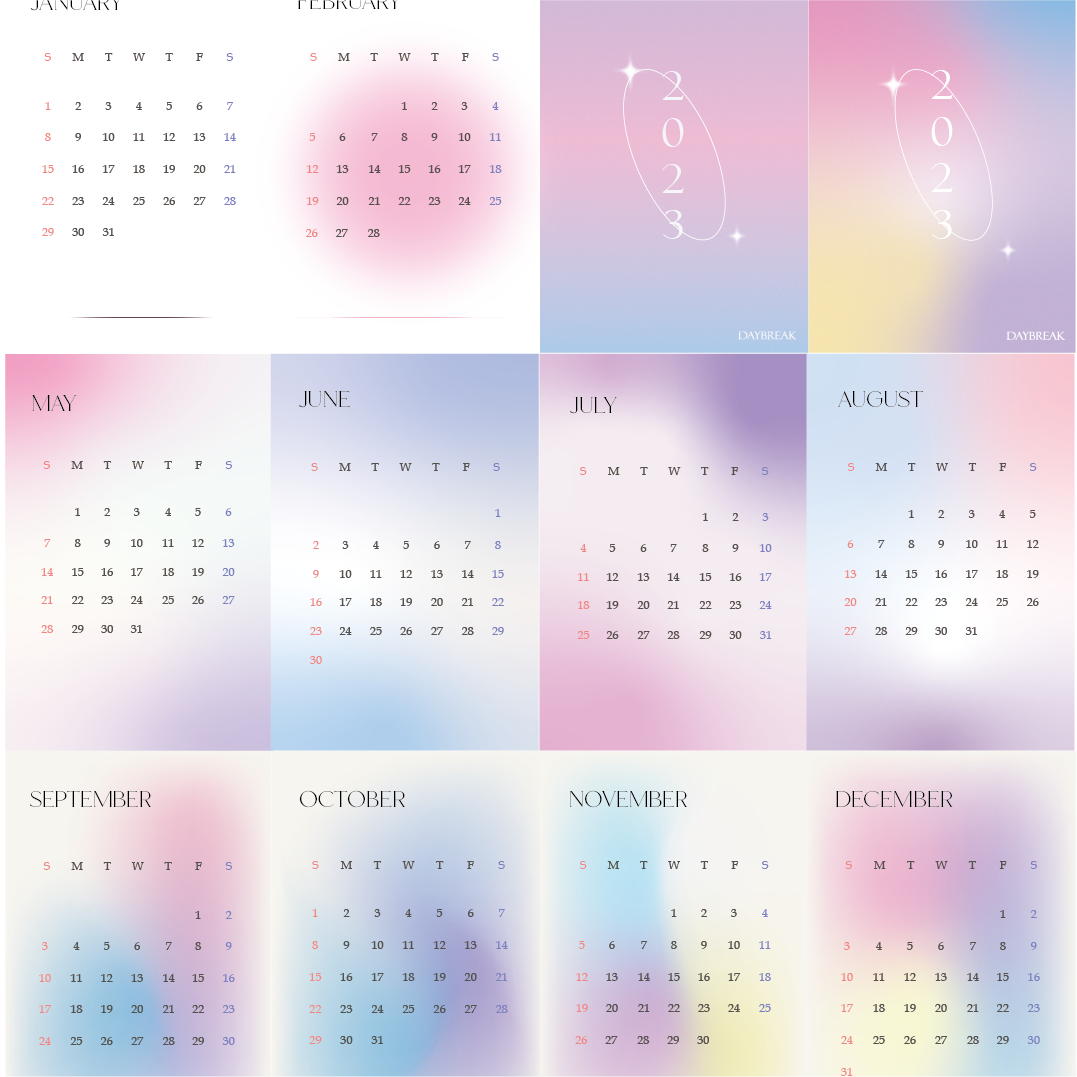 JANUARY
S M T W T F S
1 2 3 4 5 6 7
8 9 10 11 12 13 14
15 16 17 18 19 20 21
22 23 24 25 26 27 28
29 30 31
FEBRUARY
S M T W T F S
1 2 3 4
5 6 7 8 9 10 11
12 13 14 15 16 17 18
19 20 21 22 23 24 25
26 27 28
2
0
2
3
DAYBREAK
2
0
2
3
DAYBREAK
MAY
S M T W T F S
1 2 3 4 5 6
7 8 9 10 11 12 13
14 15 16 17 18 19 20
21 22 23 24 25 26 27
28 29 30 31
JUNE
S M T W T F S
1
2 3 4 5 6 7 8
9 10 11 12 13 14 15
16 17 18 19 20 21 22
23 24 25 26 27 28 29
30
JULY
S M T W T F S
1 2 3
4 5 6 7 8 9 10
11 12 13 14 15 16 17
18 19 20 21 22 23 24
25 26 27 28 29 30 31
AUGUST
S M T W T F S
1 2 3 4 5
6 7 8 9 10 11 12
13 14 15 16 17 18 19
20 21 22 23 24 25 26
27 28 29 30 31
SEPTEMBER
S M T W T F S
1 2
3 4 5 6 7 8 9
10 11 12 13 14 15 16
17 18 19 20 21 22 23
24 25 26 27 28 29 30
OCTOBER
S M T W T F S
1 2 3 4 5 6 7
8 9 10 11 12 13 14
15 16 17 18 19 20 21
22 23 24 25 26 27 28
29 30 31
NOVEMBER
S M T W T F S
1 2 3 4
5 6 7 8 9 10 11
12 13 14 15 16 17 18
19 20 21 22 23 24 25
26 27 28 29 30
DECEMBER
S M T W T F S
1 2
3 4 5 6 7 8 9
10 11 12 13 14 15 16
17 18 19 20 21 22 23
24 25 26 27 28 29 30
31